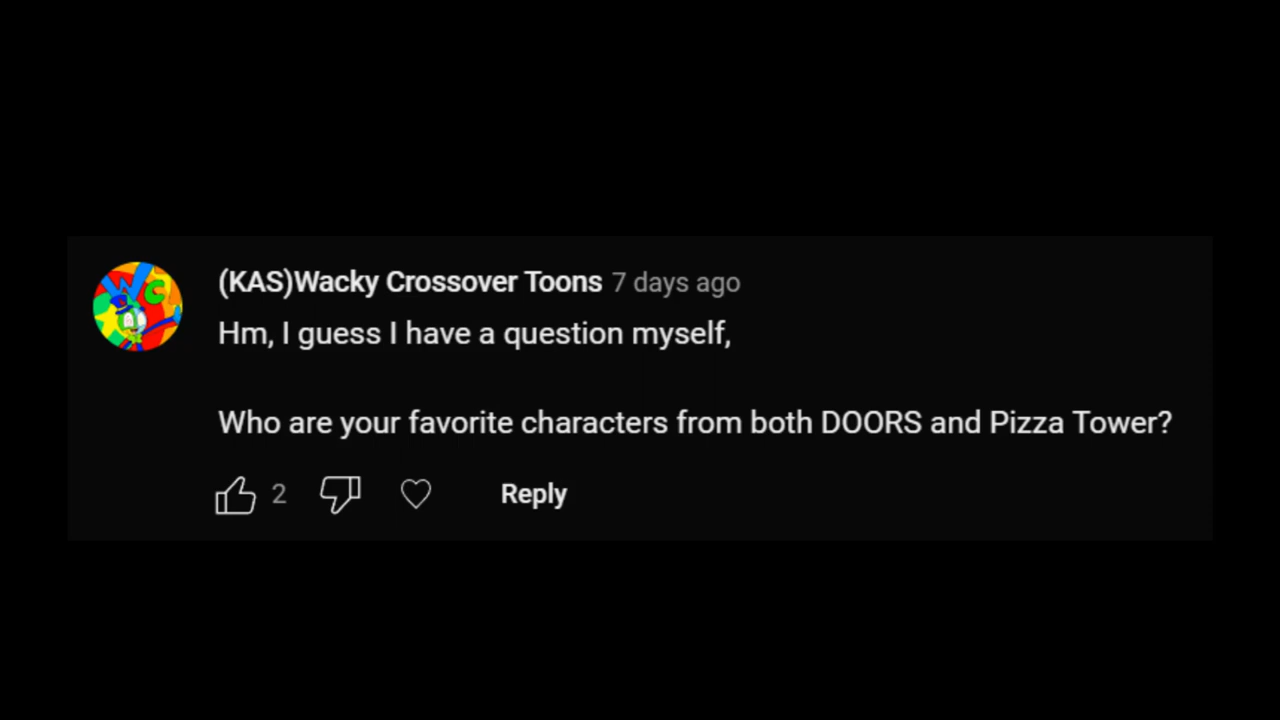 (KAS)Wacky Crossover Toons 7 days ago
Hm, I guess I have a question myself,
Who are your favorite characters from both DOORS and Pizza Tower?
2 Reply